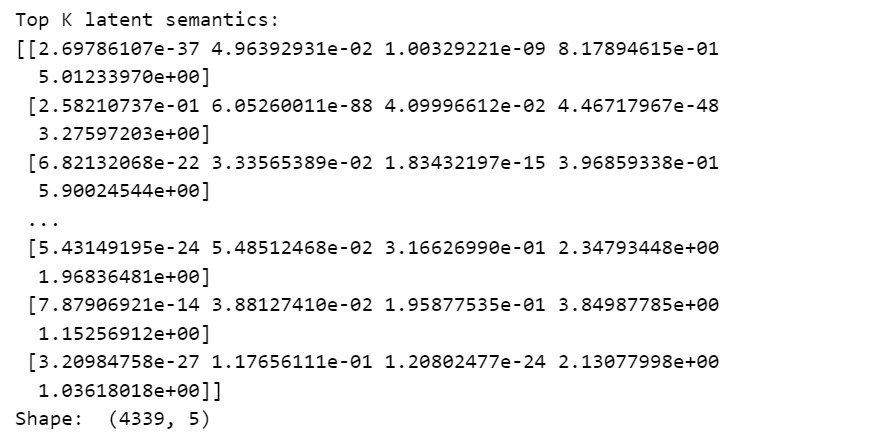 Top K latent semantics:
[[2.69786107e-37 4.96392931e-02 1.00329221e-09 8.17894615e-01
5.01233970e+00]
[2.58210737e-01 6.05260011e-88 4.09996612e-02 4.46717967e-48
3.27597203e+00]
[6.82132068e-22 3.33565389e-02 1.83432197e-15 3.96859338e-01
5.90024544e+00]
...
[5.43149195e-24 5.48512468e-02 3.16626990e-01 2.34793448e+00
1.96836481e+00]
[7.87906921e-14 3.88127410e-02 1.95877535e-01 3.84987785e+00
1.15256912e+00]
[3.20984758e-27 1.17656111e-01 1.20802477e-24 2.13077998e+00
1.03618018e+00]]
Shape:  (4339, 5)